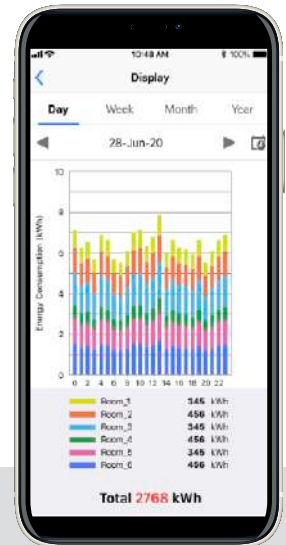 10:48 AM
100%
Display
Day Week Month Year
28-Jun-20
Energy Consumption (kWh)
10
8
6
4
2
0
0 2 4 6 8 10 12 14 16 18 20 22
Room_1 345 kWh
Room_2 456 kWh
Room_3 345 kWh
Room_4 456 kWh
Room_5 345 kWh
Room_6 456 kWh
Total 2768 kWh